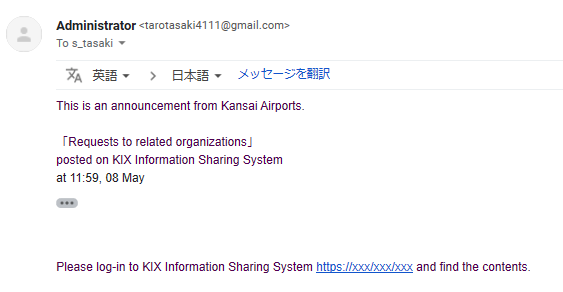 Administrator <tarotasaki4111@gmail.com>
To s_tasaki
英語 > 日本語 メッセージを翻訳
This is an announcement from Kansai Airports.
「Requests to related organizations」
posted on KIX Information Sharing System
at 11:59, 08 May
Please log-in to KIX Information Sharing System https://xxx/xxx/xxx and find the contents.